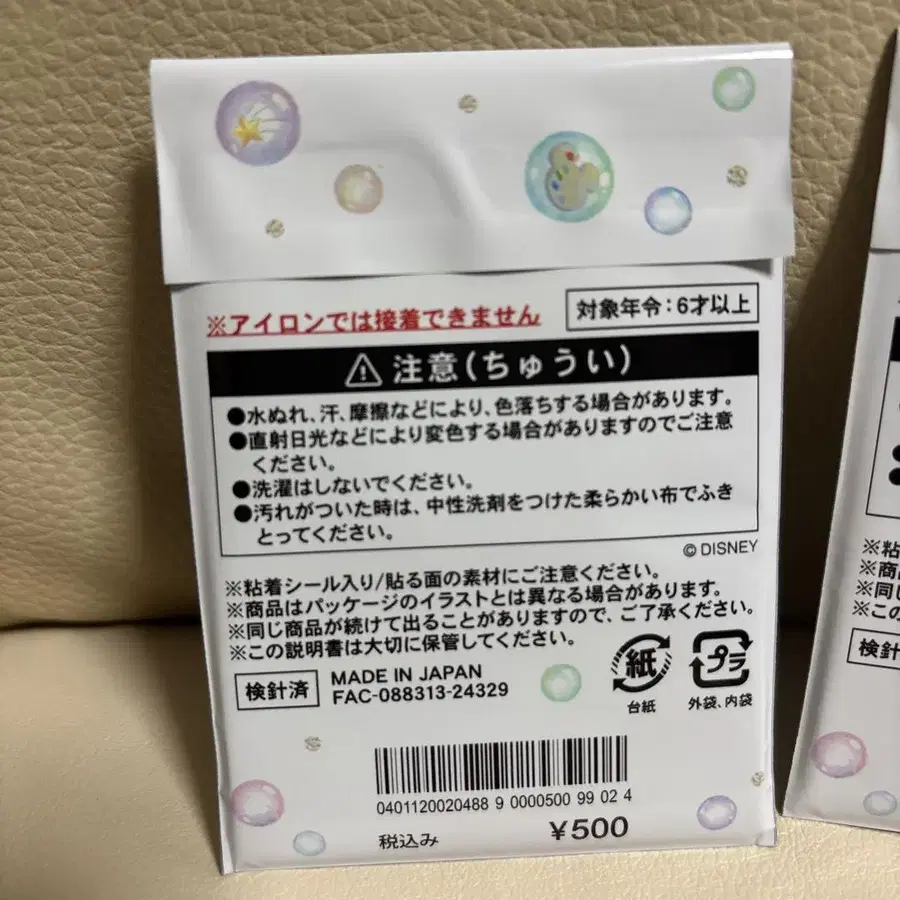 ※アイロンでは接着できません
対象年令：6才以上
注意(ちゅうい)
●水ぬれ、汗、摩擦などにより、色落ちする場合があります。
●直射日光などにより変色する場合がありますのでご注意
ください。
●洗濯はしないでください。
●汚れがついた時は、中性洗剤をつけた柔らかい布でふき
とってください。
© DISNEY
※粘着シール入り/貼る面の素材にご注意ください。
※商品はパッケージのイラストとは異なる場合があります。
※同じ商品が続けて出ることがありますので、ご了承ください。
※この説明書は大切に保管してください。
検針済
MADE IN JAPAN
FAC-088313-24329
紙
台紙
プラ
外袋、内袋
0401120020488 9 0000500 99 02 4
税込み
¥500
※粘着
※商品
※同じ
※この
検針